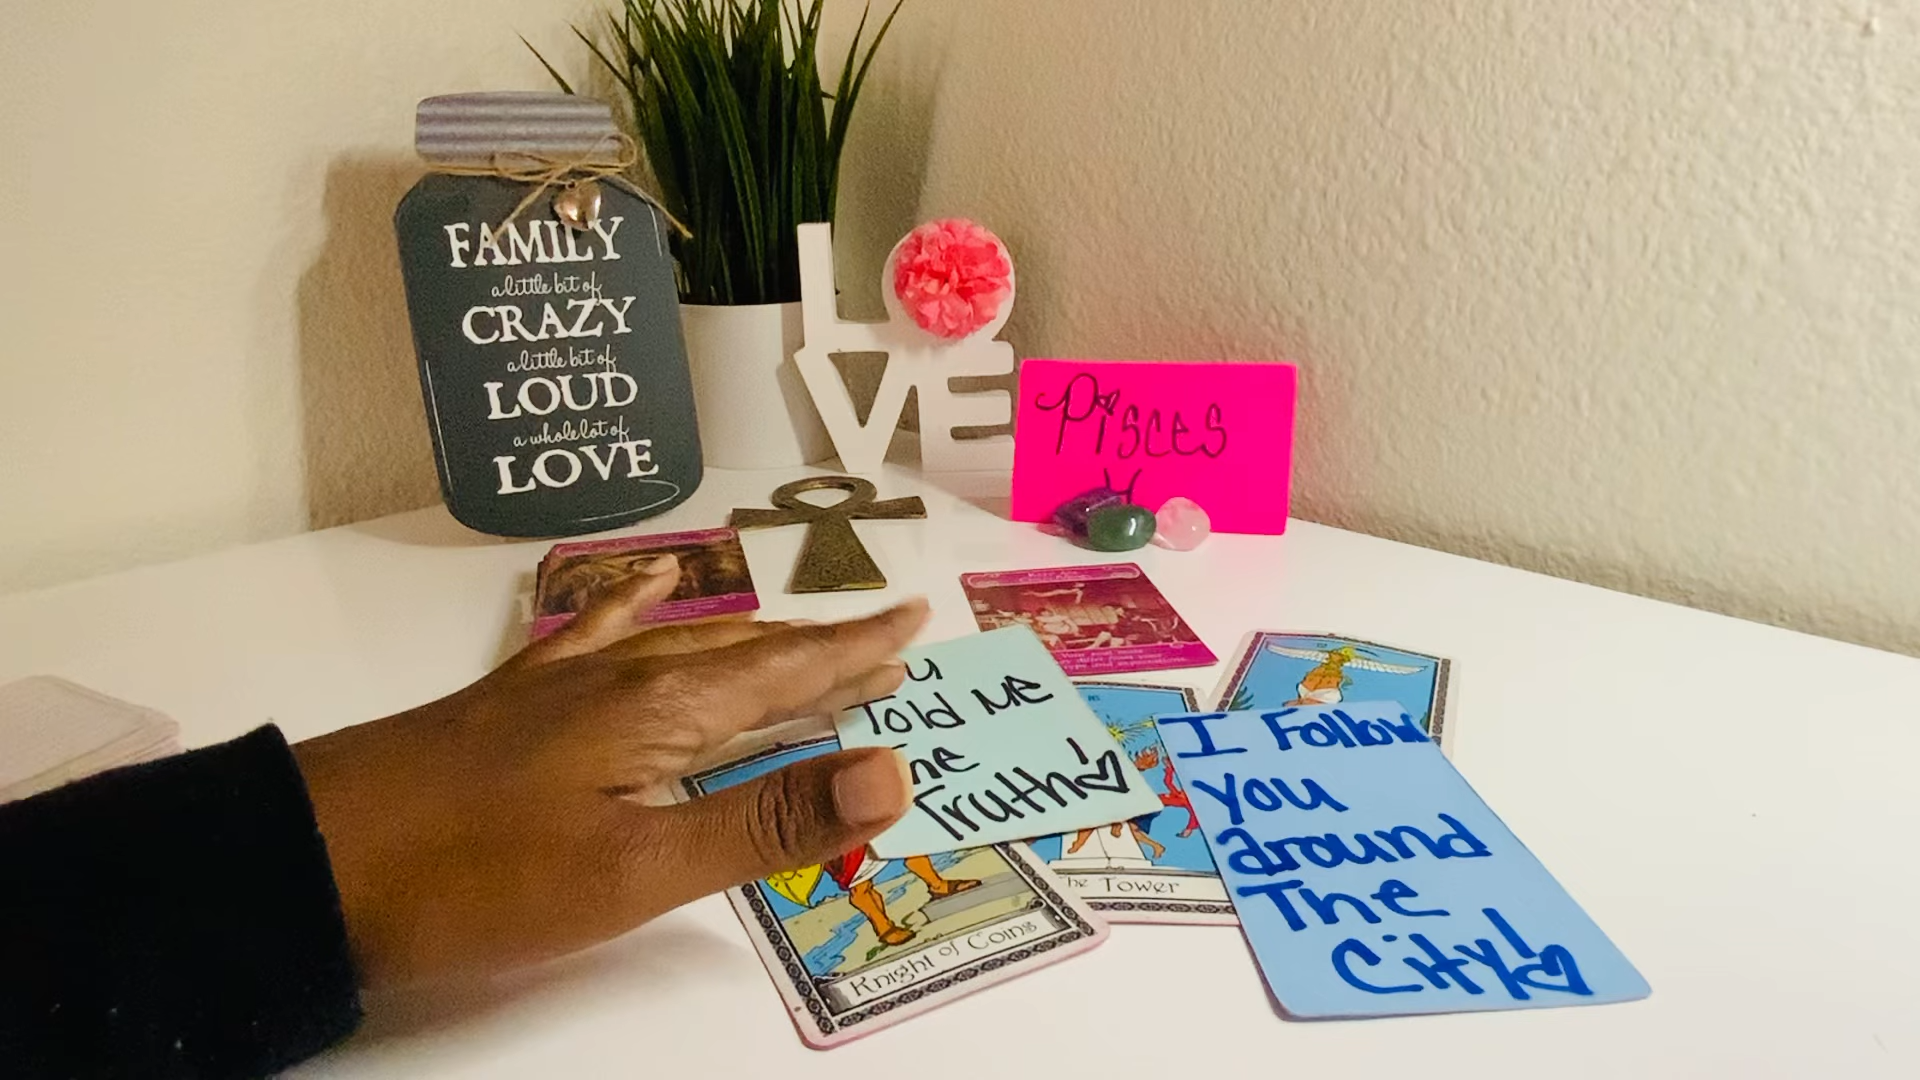 FAMILY
a little bit of
CRAZY
a little bit of
LOUD
a whole lot of
LOVE
LOVE
Pisces
Told Me
Truth!
I Follow
you
around
The
City!
The Tower
Knight of Coins